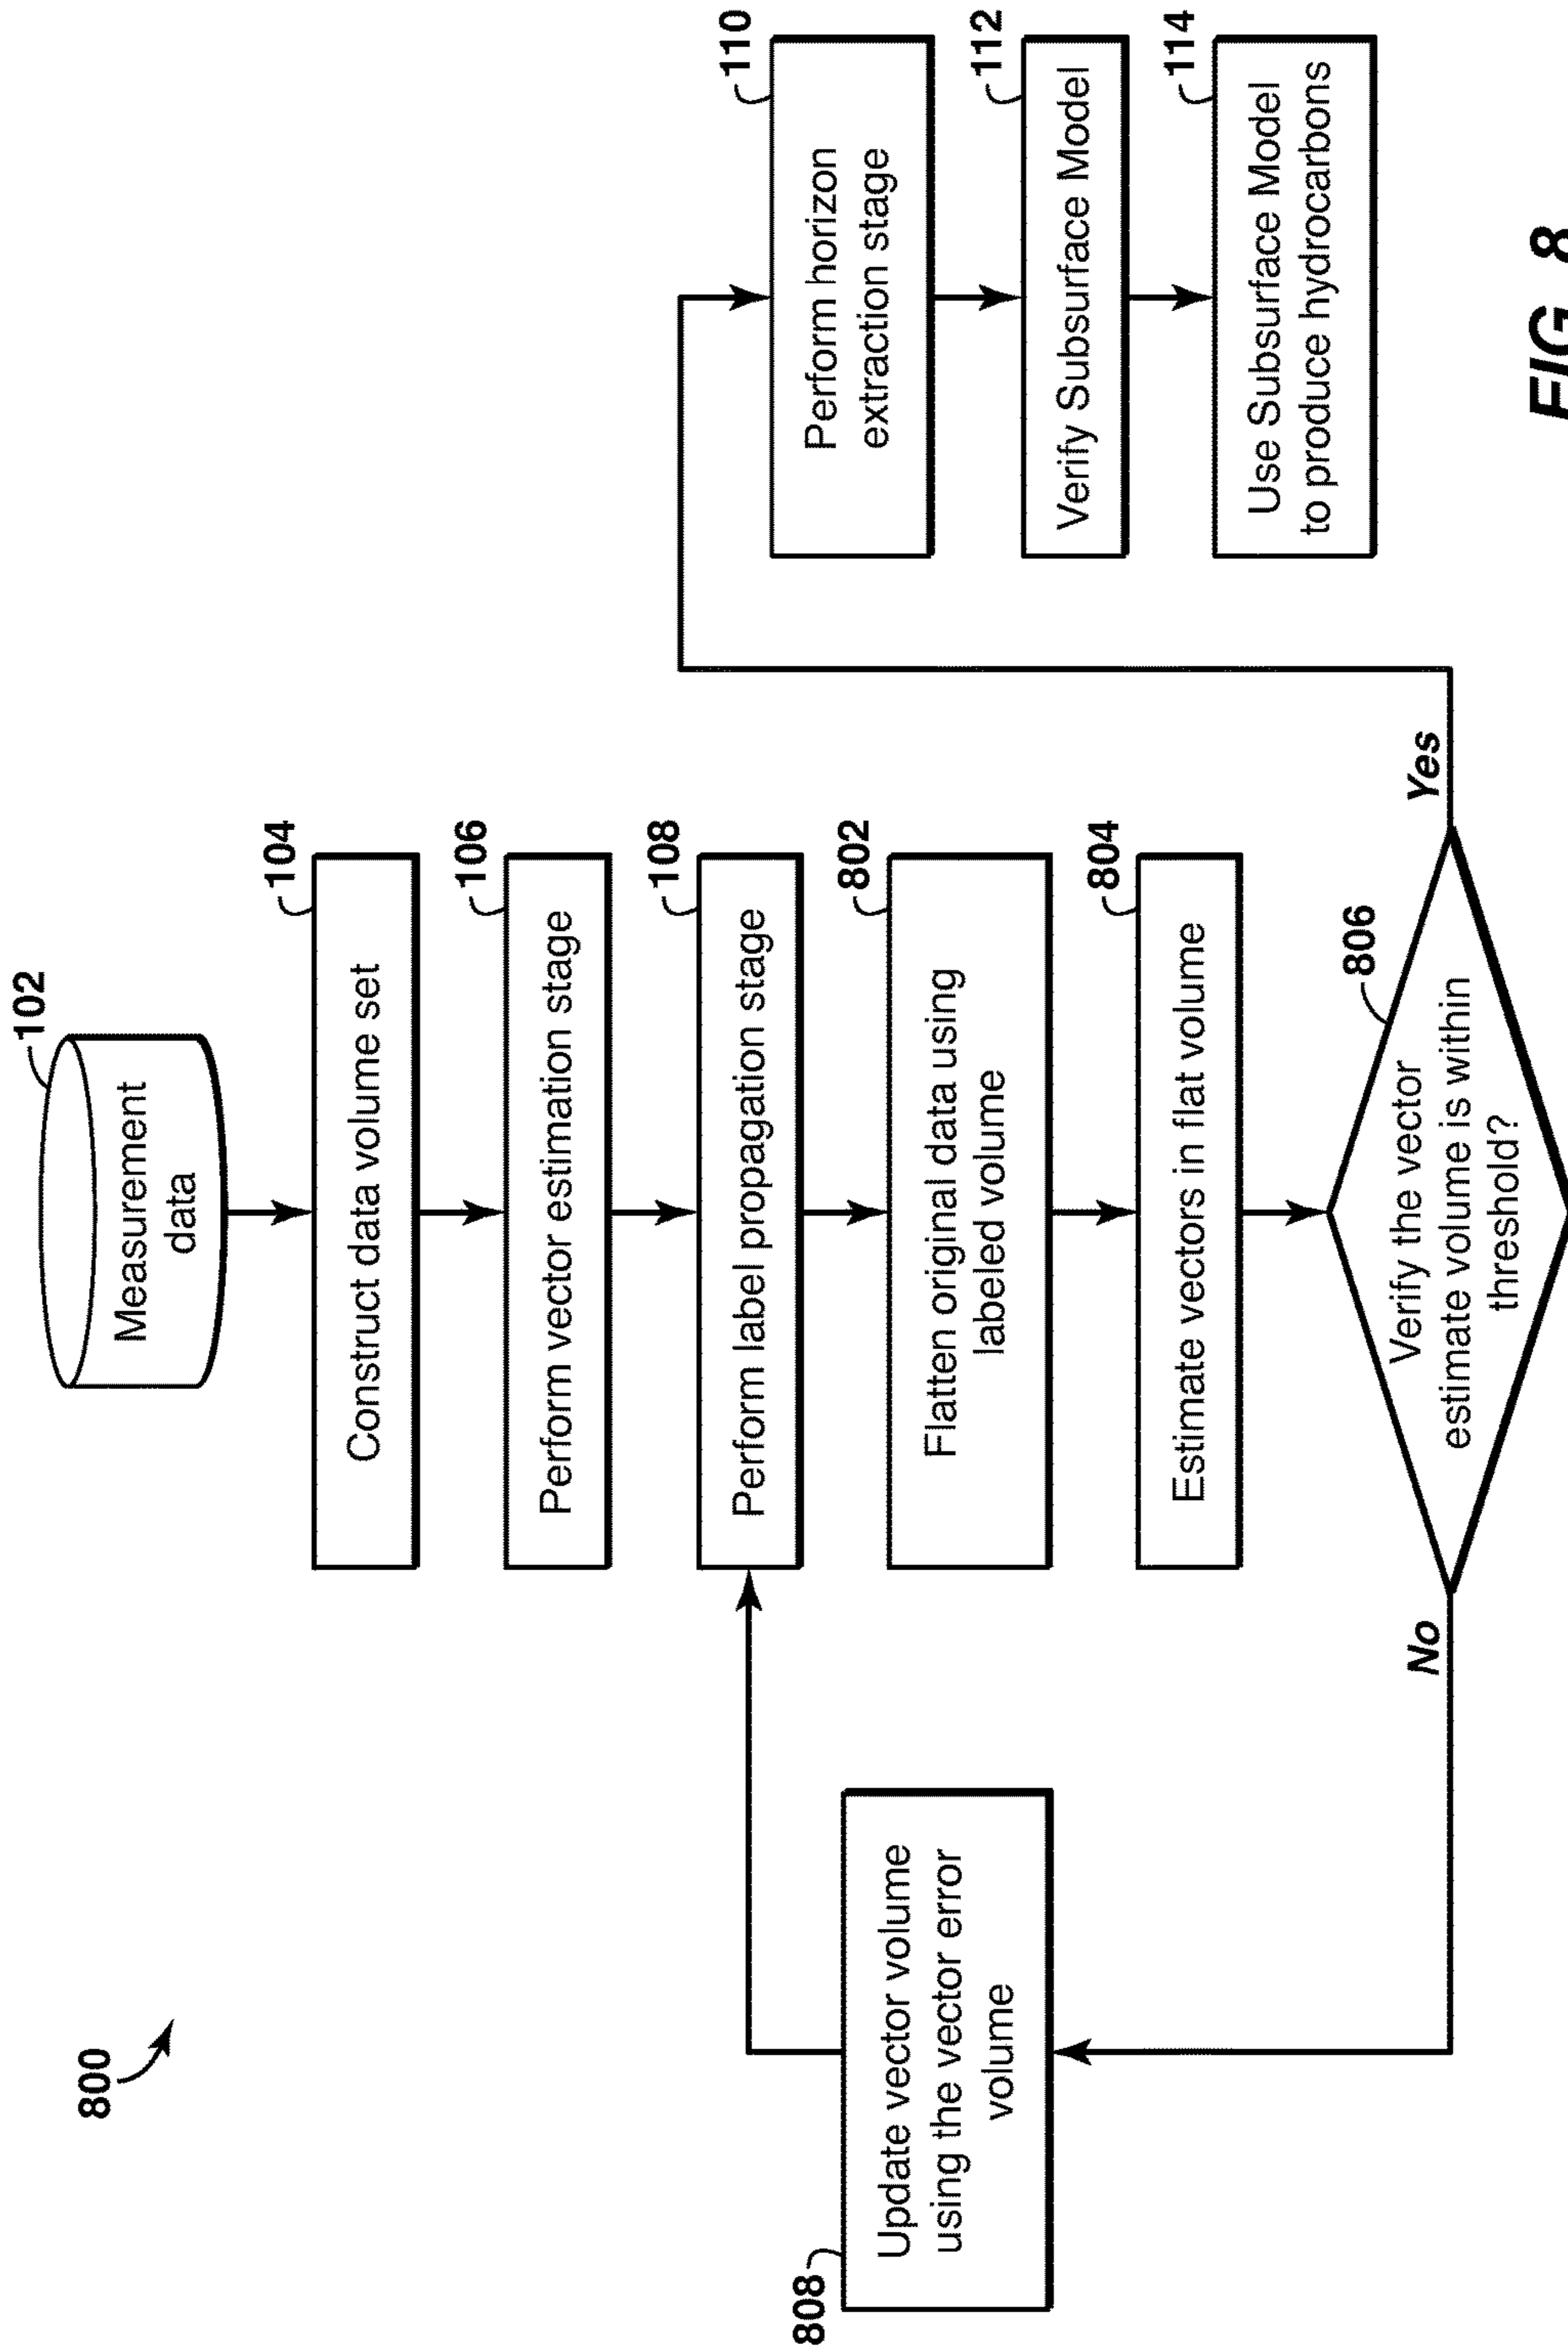 800
102
Measurement
data
104
Construct data volume set
106
Perform vector estimation stage
108
Perform label propagation stage
802
Flatten original data using
labeled volume
804
Estimate vectors in flat volume
806
Verify the vector
estimate volume is within
threshold?
No
Yes
808
Update vector volume
using the vector error
volume
110
Perform horizon
extraction stage
112
Verify Subsurface Model
114
Use Subsurface Model
to produce hydrocarbons
FIG. 8